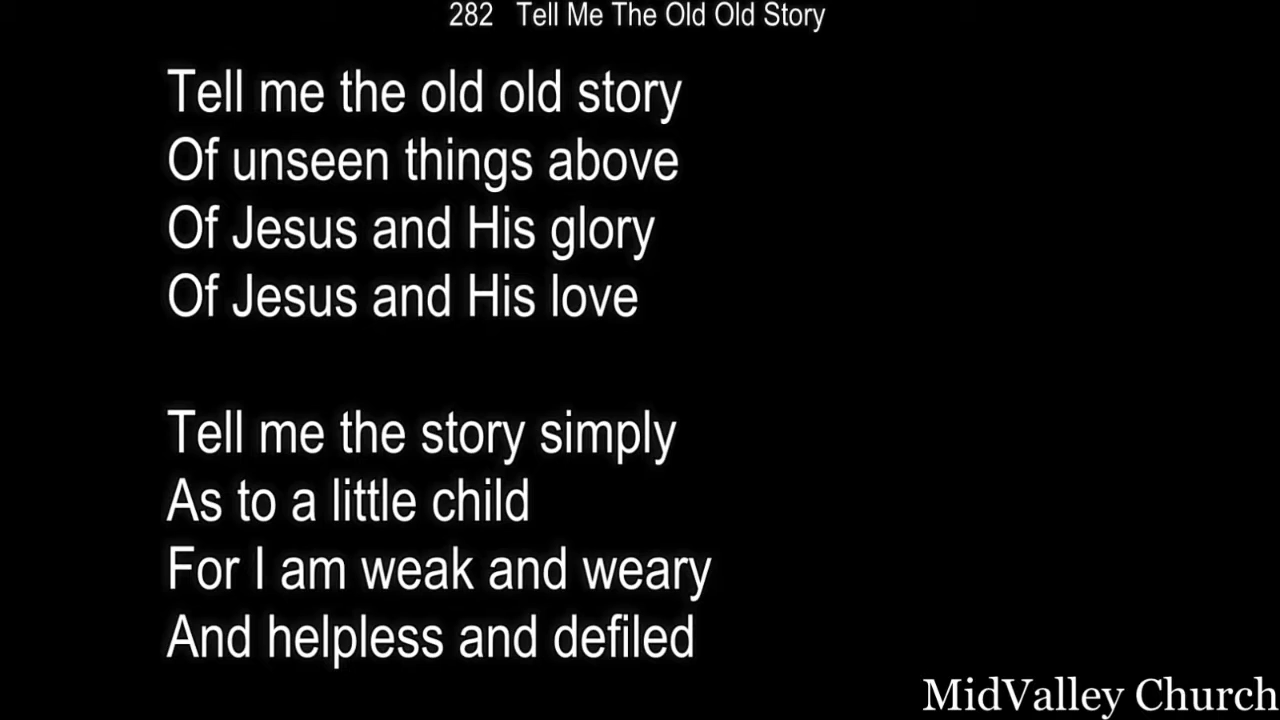 282 Tell Me The Old Old Story
Tell me the old old story
Of unseen things above
Of Jesus and His glory
Of Jesus and His love
Tell me the story simply
As to a little child
For I am weak and weary
And helpless and defiled
MidValley Church